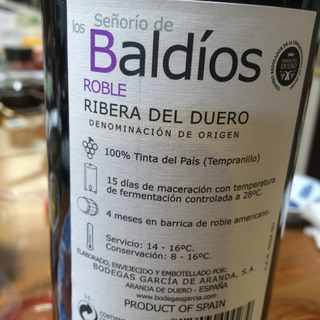 Señorío de
los Baldíos
ROBLE
RIBERA DEL DUERO
DENOMINACIÓN DE ORIGEN
100% Tinta del País (Tempranillo)
15 días de maceración con temperatura
de fermentación controlada a 28ºC.
4 meses en barrica de roble americano.
Servicio: 14 - 16ºC.
Conservación: 8 - 16ºC.
ELABORADO, ENVEJECIDO Y EMBOTELLADO POR:
BODEGAS GARCÍA DE ARANDA, S.A.
ARANDA DE DUERO - ESPAÑA
www.bodegasgarcia.com
PRODUCT OF SPAIN